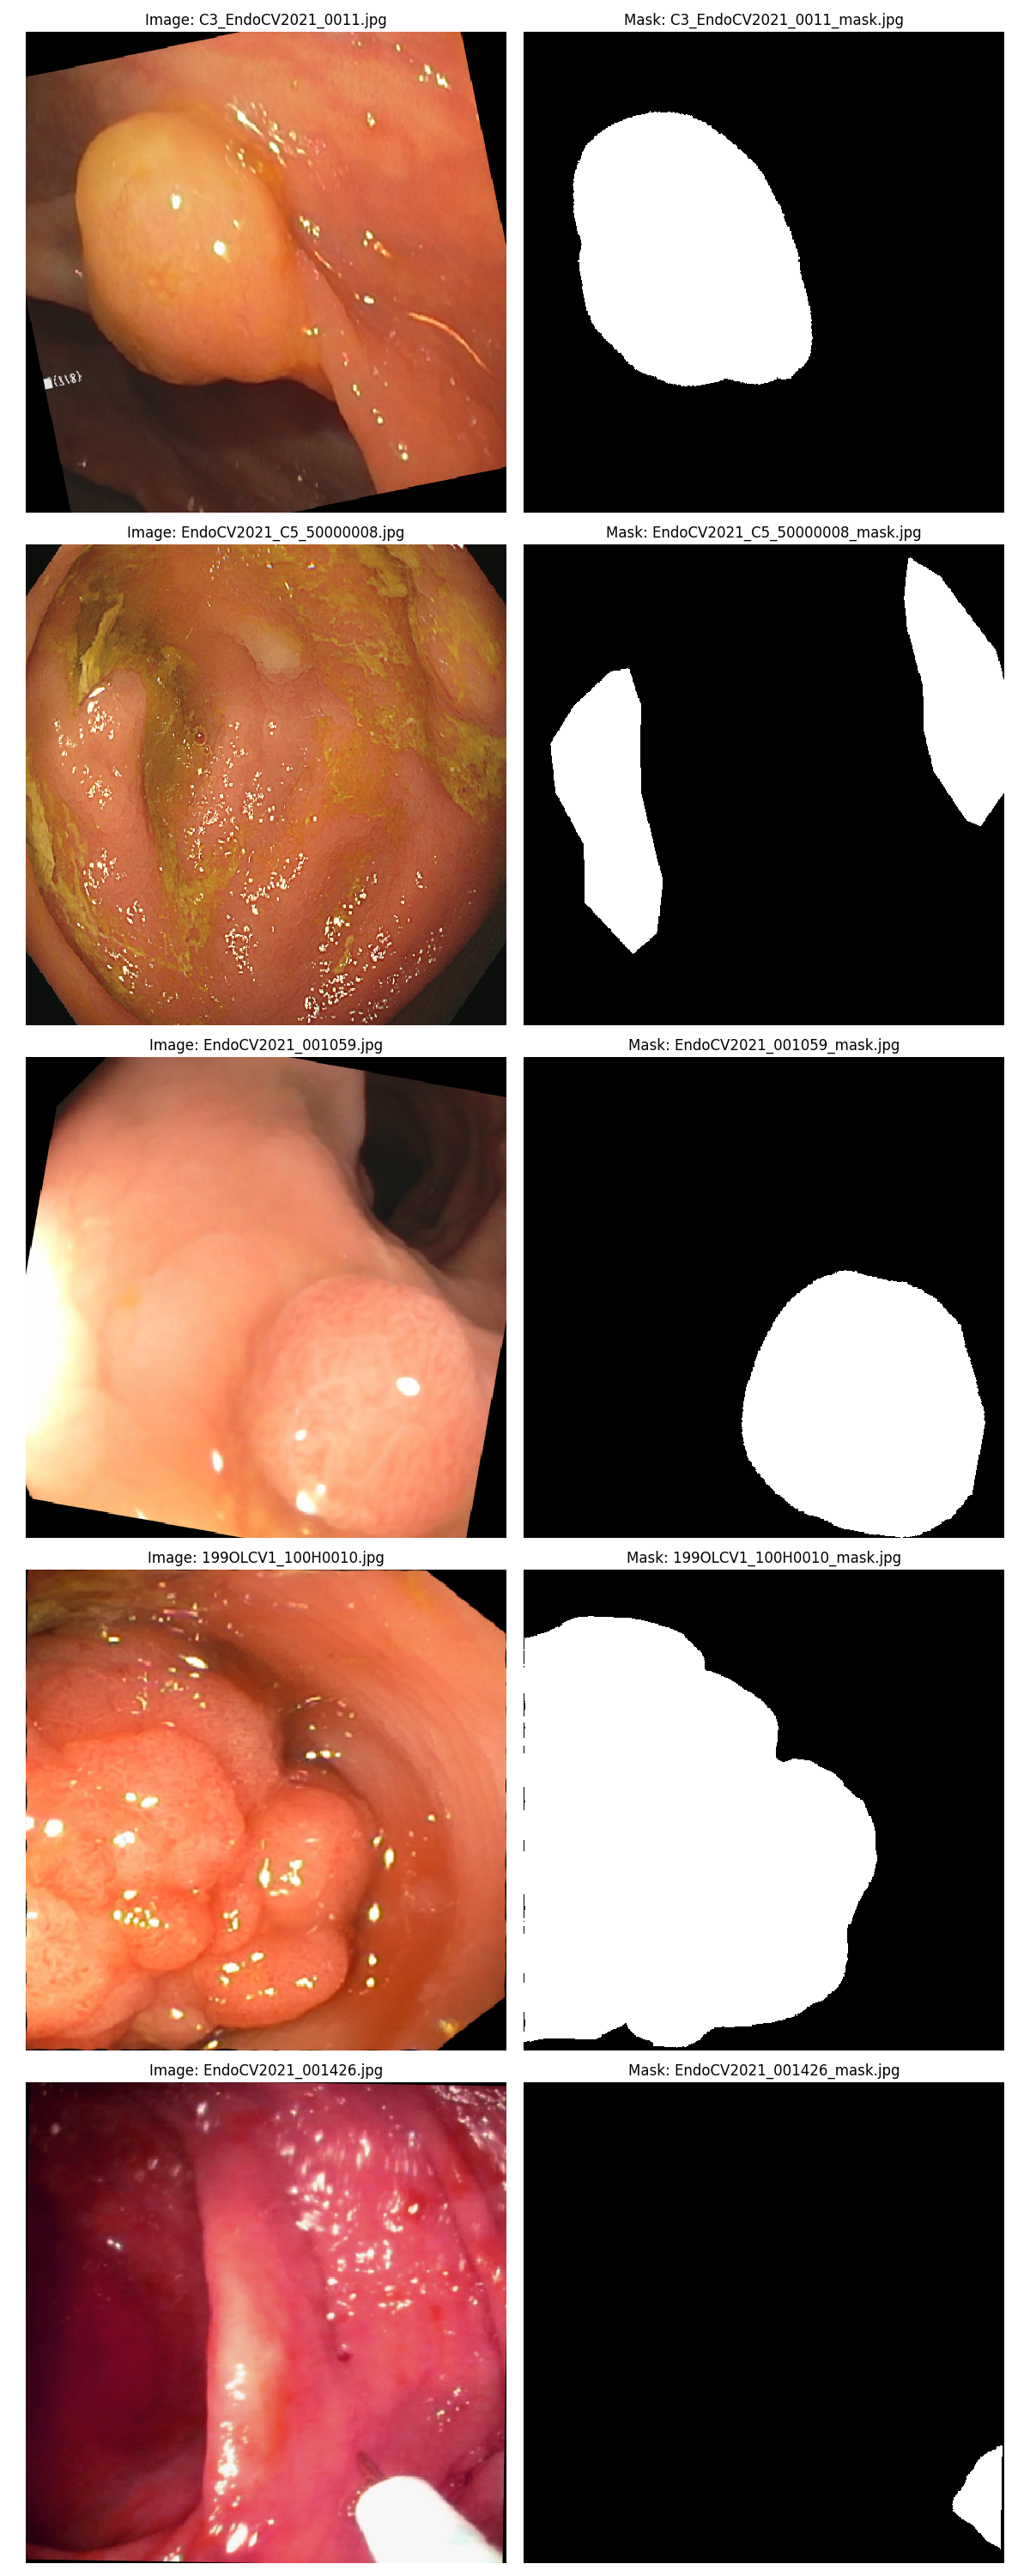 Image: C3_EndoCV2021_0011.jpg
Mask: C3_EndoCV2021_0011_mask.jpg
Image: EndoCV2021_C5_50000008.jpg
Mask: EndoCV2021_C5_50000008_mask.jpg
Image: EndoCV2021_001059.jpg
Mask: EndoCV2021_001059_mask.jpg
Image: 199OLCV1_100H0010.jpg
Mask: 199OLCV1_100H0010_mask.jpg
Image: EndoCV2021_001426.jpg
Mask: EndoCV2021_001426_mask.jpg